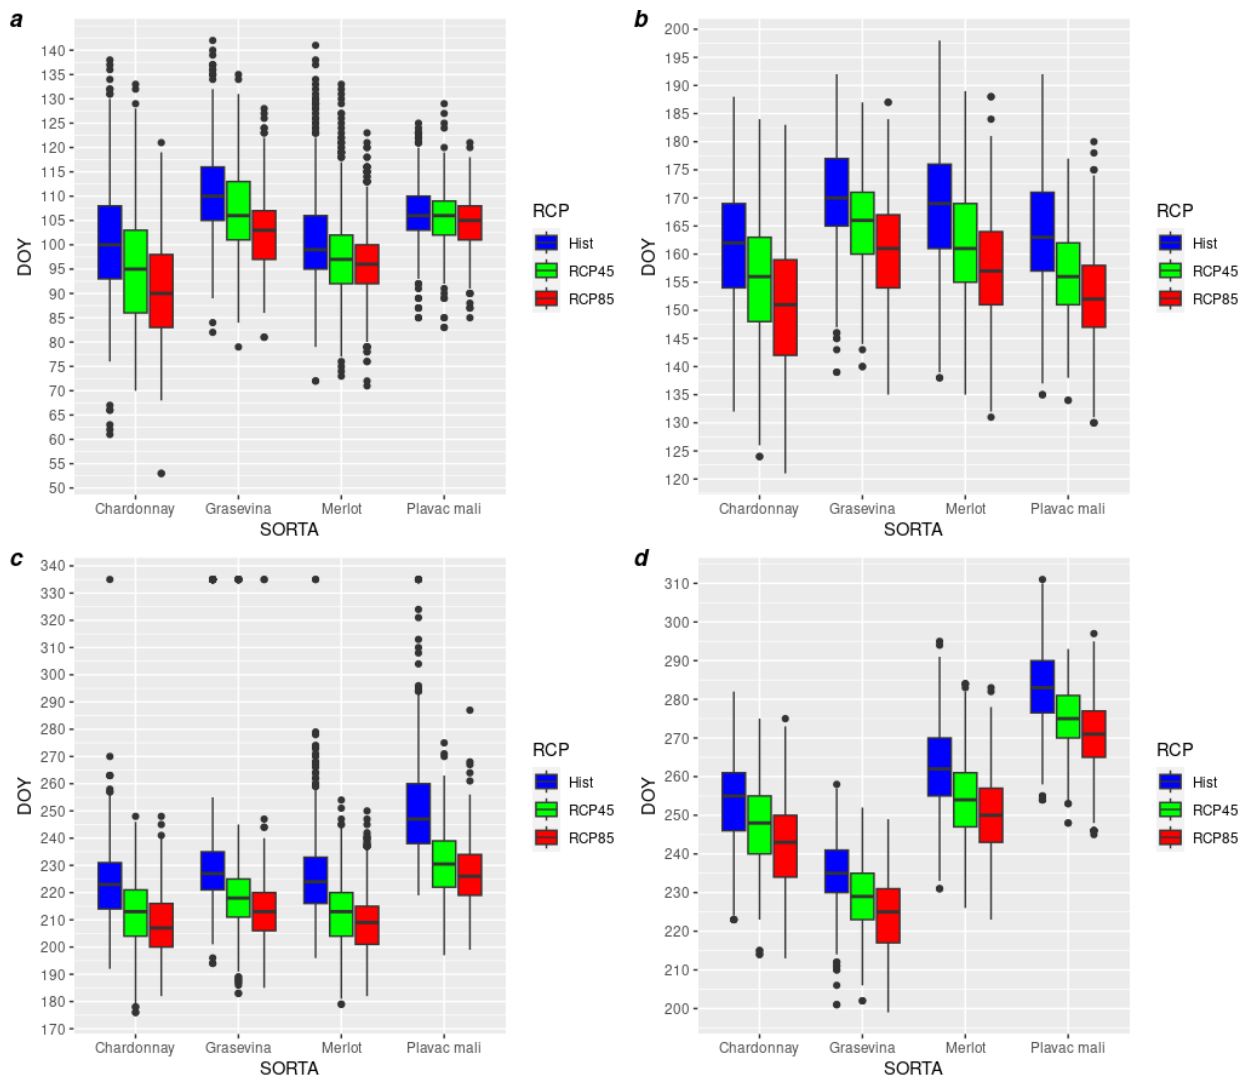 a
140
135
130
125
120
115
110
105
100
95
90
85
80
75
70
65
60
55
50
DOY
Chardonnay Grasevina Merlot Plavac mali
SORTA
RCP
Hist
RCP45
RCP85
b
200
195
190
185
180
175
170
165
160
155
150
145
140
135
130
125
120
DOY
Chardonnay Grasevina Merlot Plavac mali
SORTA
RCP
Hist
RCP45
RCP85
c
340
330
320
310
300
290
280
270
260
250
240
230
220
210
200
190
180
170
DOY
Chardonnay Grasevina Merlot Plavac mali
SORTA
RCP
Hist
RCP45
RCP85
d
310
300
290
280
270
260
250
240
230
220
210
200
DOY
Chardonnay Grasevina Merlot Plavac mali
SORTA
RCP
Hist
RCP45
RCP85